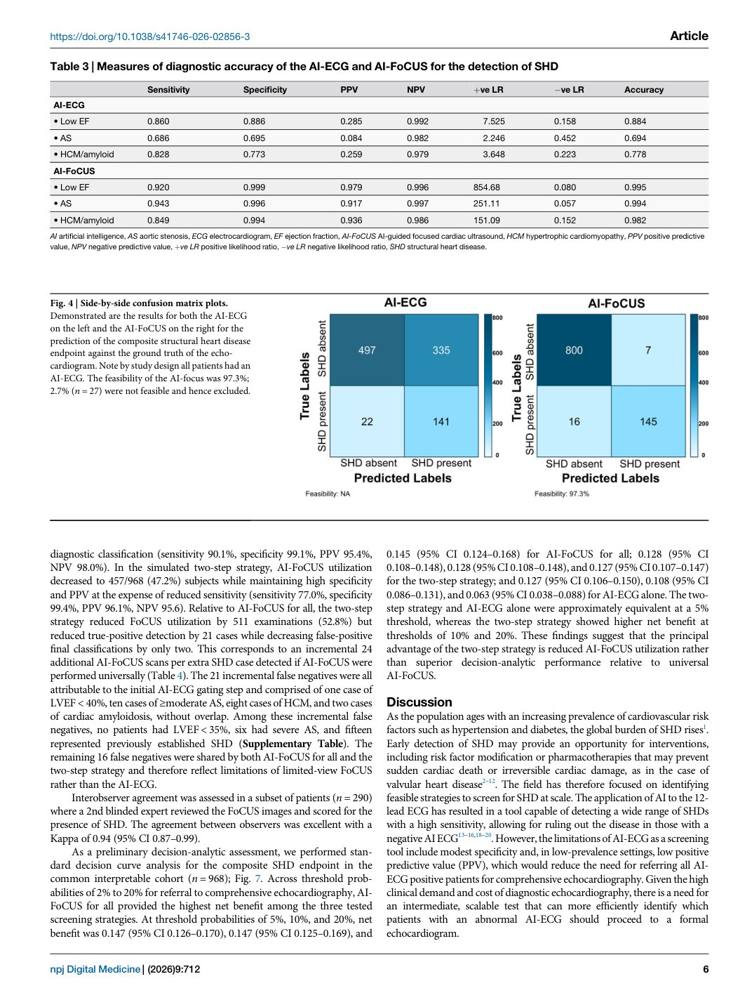 https://doi.org/10.1038/s41746-026-02856-3
Article
Table 3 | Measures of diagnostic accuracy of the AI-ECG and AI-FoCUS for the detection of SHD
Sensitivity Specificity PPV NPV +ve LR −ve LR Accuracy
AI-ECG
• Low EF 0.860 0.886 0.285 0.992 7.525 0.158 0.884
• AS 0.686 0.695 0.084 0.982 2.246 0.452 0.694
• HCM/amyloid 0.828 0.773 0.259 0.979 3.648 0.223 0.778
AI-FoCUS
• Low EF 0.920 0.999 0.979 0.996 854.68 0.080 0.995
• AS 0.943 0.996 0.917 0.997 251.11 0.057 0.994
• HCM/amyloid 0.849 0.994 0.936 0.986 151.09 0.152 0.982
AI artificial intelligence, AS aortic stenosis, ECG electrocardiogram, EF ejection fraction, AI-FoCUS AI-guided focused cardiac ultrasound, HCM hypertrophic cardiomyopathy, PPV positive predictive
value, NPV negative predictive value, +ve LR positive likelihood ratio, −ve LR negative likelihood ratio, SHD structural heart disease.
Fig. 4 | Side-by-side confusion matrix plots.
Demonstrated are the results for both the AI-ECG
on the left and the AI-FoCUS on the right for the
prediction of the composite structural heart disease
endpoint against the ground truth of the echo-
cardiogram. Note by study design all patients had an
AI-ECG. The feasibility of the AI-focus was 97.3%;
2.7% (n = 27) were not feasible and hence excluded.
AI-ECG
True Labels
SHD absent
SHD present
497 335
22 141
800
600
400
200
0
SHD absent SHD present
Predicted Labels
Feasibility: NA
AI-FoCUS
True Labels
SHD absent
SHD present
800 7
16 145
800
600
400
200
0
SHD absent SHD present
Predicted Labels
Feasibility: 97.3%
diagnostic classification (sensitivity 90.1%, specificity 99.1%, PPV 95.4%,
NPV 98.0%). In the simulated two-step strategy, AI-FoCUS utilization
decreased to 457/968 (47.2%) subjects while maintaining high specificity
and PPV at the expense of reduced sensitivity (sensitivity 77.0%, specificity
99.4%, PPV 96.1%, NPV 95.6). Relative to AI-FoCUS for all, the two-step
strategy reduced FoCUS utilization by 511 examinations (52.8%) but
reduced true-positive detection by 21 cases while decreasing false-positive
final classifications by only two. This corresponds to an incremental 24
additional AI-FoCUS scans per extra SHD case detected if AI-FoCUS were
performed universally (Table 4). The 21 incremental false negatives were all
attributable to the initial AI-ECG gating step and comprised of one case of
LVEF < 40%, ten cases of ≥moderate AS, eight cases of HCM, and two cases
of cardiac amyloidosis, without overlap. Among these incremental false
negatives, no patients had LVEF < 35%, six had severe AS, and fifteen
represented previously established SHD (Supplementary Table). The
remaining 16 false negatives were shared by both AI-FoCUS for all and the
two-step strategy and therefore reflect limitations of limited-view FoCUS
rather than the AI-ECG.
Interobserver agreement was assessed in a subset of patients (n = 290)
where a 2nd blinded expert reviewed the FoCUS images and scored for the
presence of SHD. The agreement between observers was excellent with a
Kappa of 0.94 (95% CI 0.87–0.99).
As a preliminary decision-analytic assessment, we performed stan-
dard decision curve analysis for the composite SHD endpoint in the
common interpretable cohort (n = 968); Fig. 7. Across threshold prob-
abilities of 2% to 20% for referral to comprehensive echocardiography, AI-
FoCUS for all provided the highest net benefit among the three tested
screening strategies. At threshold probabilities of 5%, 10%, and 20%, net
benefit was 0.147 (95% CI 0.126–0.170), 0.147 (95% CI 0.125–0.169), and
0.145 (95% CI 0.124–0.168) for AI-FoCUS for all; 0.128 (95% CI
0.108–0.148), 0.128 (95% CI 0.108–0.148), and 0.127 (95% CI 0.107–0.147)
for the two-step strategy; and 0.127 (95% CI 0.106–0.150), 0.108 (95% CI
0.086–0.131), and 0.063 (95% CI 0.038–0.088) for AI-ECG alone. The two-
step strategy and AI-ECG alone were approximately equivalent at a 5%
threshold, whereas the two-step strategy showed higher net benefit at
thresholds of 10% and 20%. These findings suggest that the principal
advantage of the two-step strategy is reduced AI-FoCUS utilization rather
than superior decision-analytic performance relative to universal
AI-FoCUS.
Discussion
As the population ages with an increasing prevalence of cardiovascular risk
factors such as hypertension and diabetes, the global burden of SHD rises1.
Early detection of SHD may provide an opportunity for interventions,
including risk factor modification or pharmacotherapies that may prevent
sudden cardiac death or irreversible cardiac damage, as in the case of
valvular heart disease2–12. The field has therefore focused on identifying
feasible strategies to screen for SHD at scale. The application of AI to the 12-
lead ECG has resulted in a tool capable of detecting a wide range of SHDs
with a high sensitivity, allowing for ruling out the disease in those with a
negative AI ECG13–16,18–20. However, the limitations of AI-ECG as a screening
tool include modest specificity and, in low-prevalence settings, low positive
predictive value (PPV), which would reduce the need for referring all AI-
ECG positive patients for comprehensive echocardiography. Given the high
clinical demand and cost of diagnostic echocardiography, there is a need for
an intermediate, scalable test that can more efficiently identify which
patients with an abnormal AI-ECG should proceed to a formal
echocardiogram.
npj Digital Medicine | (2026)9:712
6